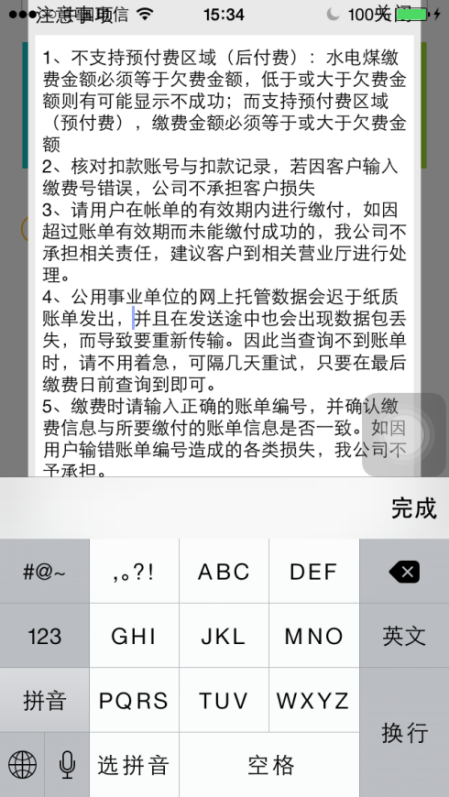 注意事项 15:34 100% 关闭
1、不支持预付费区域（后付费）：水电煤缴
费金额必须等于欠费金额，低于或大于欠费金
额则有可能显示不成功；而支持预付费区域
（预付费），缴费金额必须等于或大于欠费金
额
2、核对扣款账号与扣款记录，若因客户输入
缴费号错误，公司不承担客户损失
3、请用户在帐单的有效期内进行缴付，如因
超过账单有效期而未能缴付成功的，我公司不
承担相关责任，建议客户到相关营业厅进行处
理。
4、公用事业单位的网上托管数据会迟于纸质
账单发出，并且在发送途中也会出现数据包丢
失，而导致要重新传输。因此当查询不到账单
时，请不用着急，可隔几天重试，只要在最后
缴费日前查询到即可。
5、缴费时请输入正确的账单编号，并确认缴
费信息与所要缴付的账单信息是否一致。如因
用户输错账单编号造成的各类损失，我公司不
予承担。
完成
#@~ ,。?! ABC DEF
123 GHI JKL MNO 英文
拼音 PQRS TUV WXYZ 换行
选拼音 空格